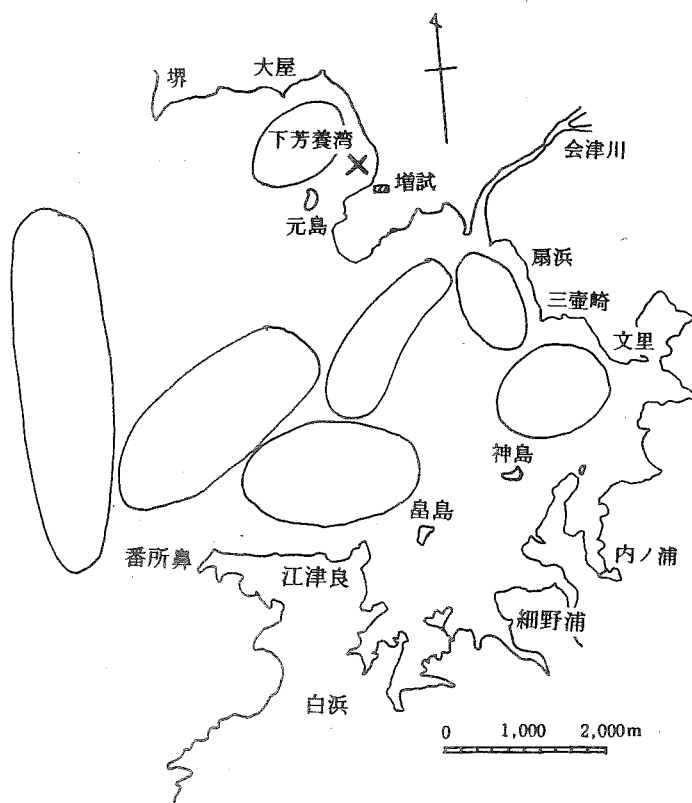 堺
大屋
下芳養湾
増試
元島
会津川
扇浜
三壷崎
文里
神島
畠島
番所鼻
江津良
内ノ浦
細野浦
白浜
0 1,000 2,000m